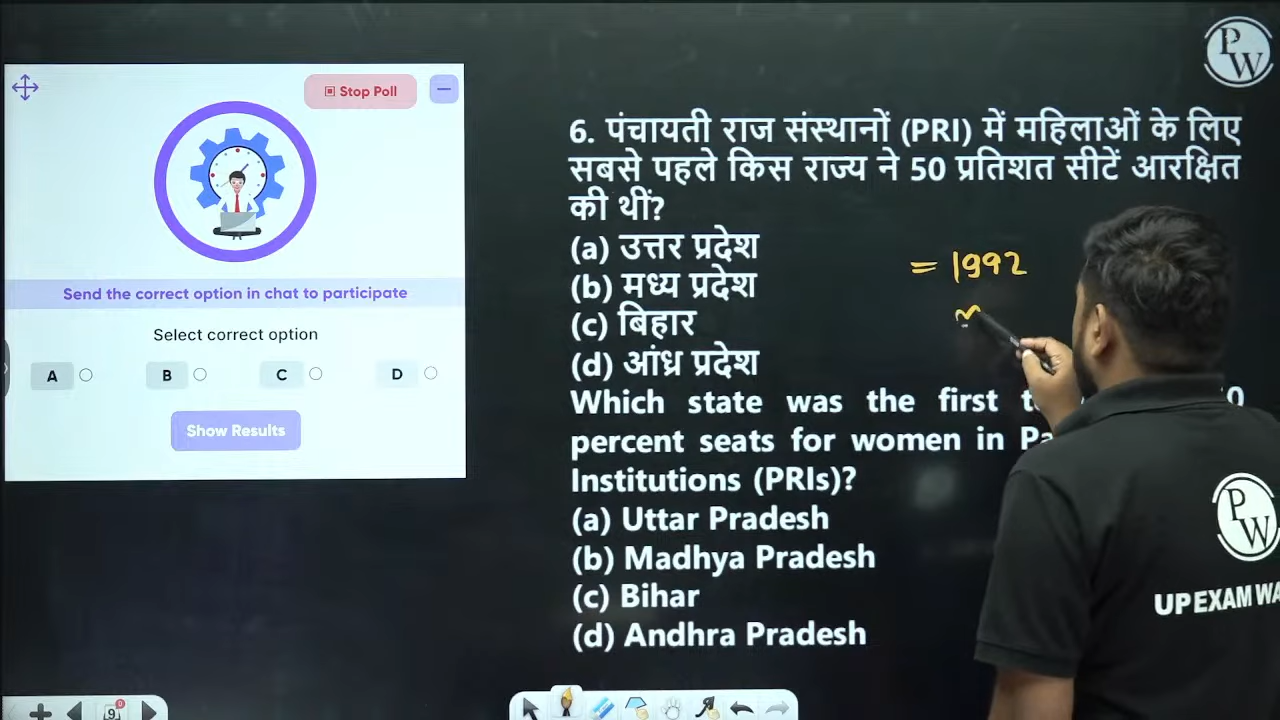 PW
Stop Poll
6. पंचायती राज संस्थानों (PRI) में महिलाओं के लिए
सबसे पहले किस राज्य ने 50 प्रतिशत सीटें आरक्षित
की थीं?
(a) उत्तर प्रदेश
(b) मध्य प्रदेश
(c) बिहार
(d) आंध्र प्रदेश
= 1992
Send the correct option in chat to participate
Select correct option
A
B
C
D
Show Results
Which state was the first
percent seats for women in
Institutions (PRIs)?
(a) Uttar Pradesh
(b) Madhya Pradesh
(c) Bihar
(d) Andhra Pradesh
PW
UP EXAM
9